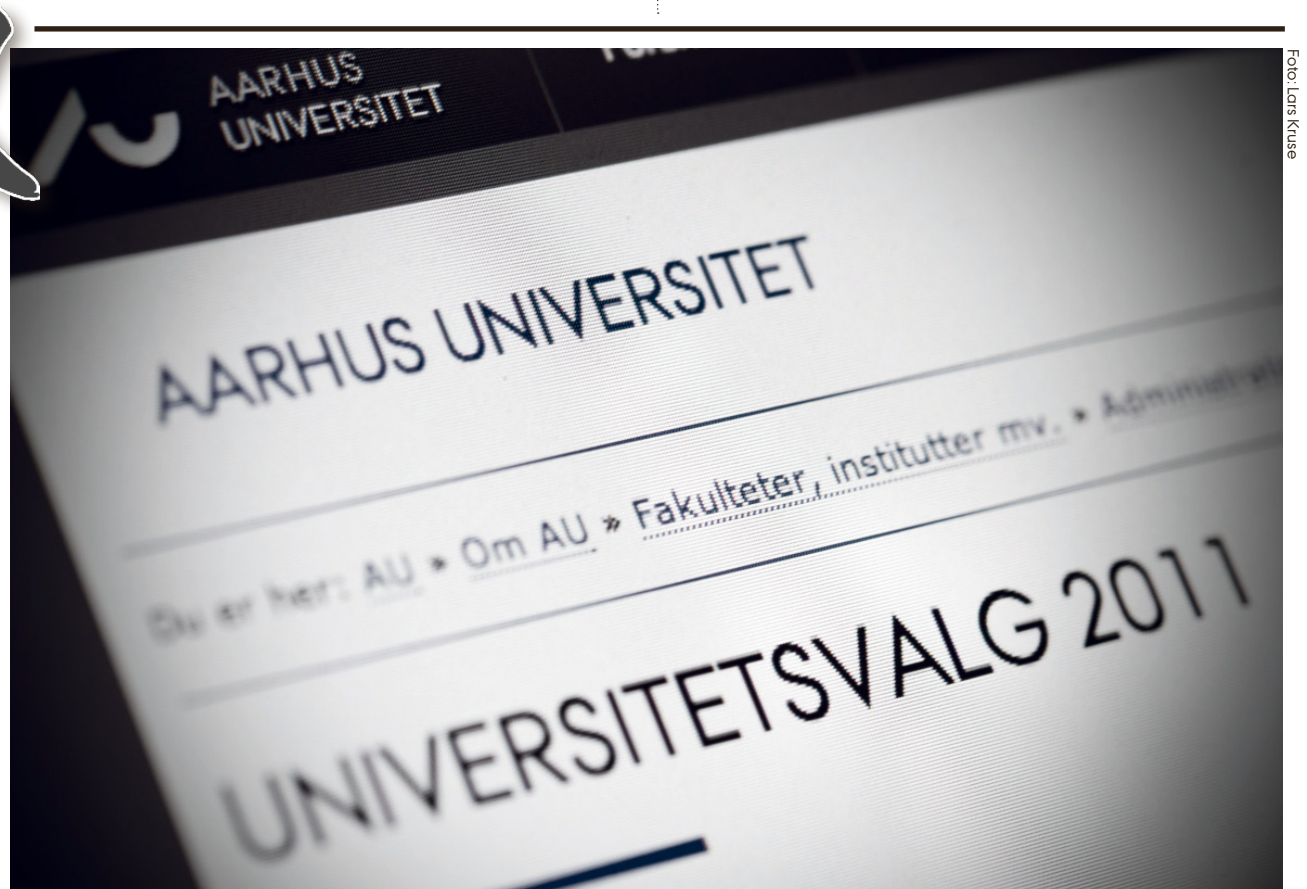 AARHUS
UNIVERSITET
AARHUS UNIVERSITET
Du er her: AU » Om AU » Fakulteter, institutter mv. »
UNIVERSITETSVALG 2011
Foto: Lars Kruse